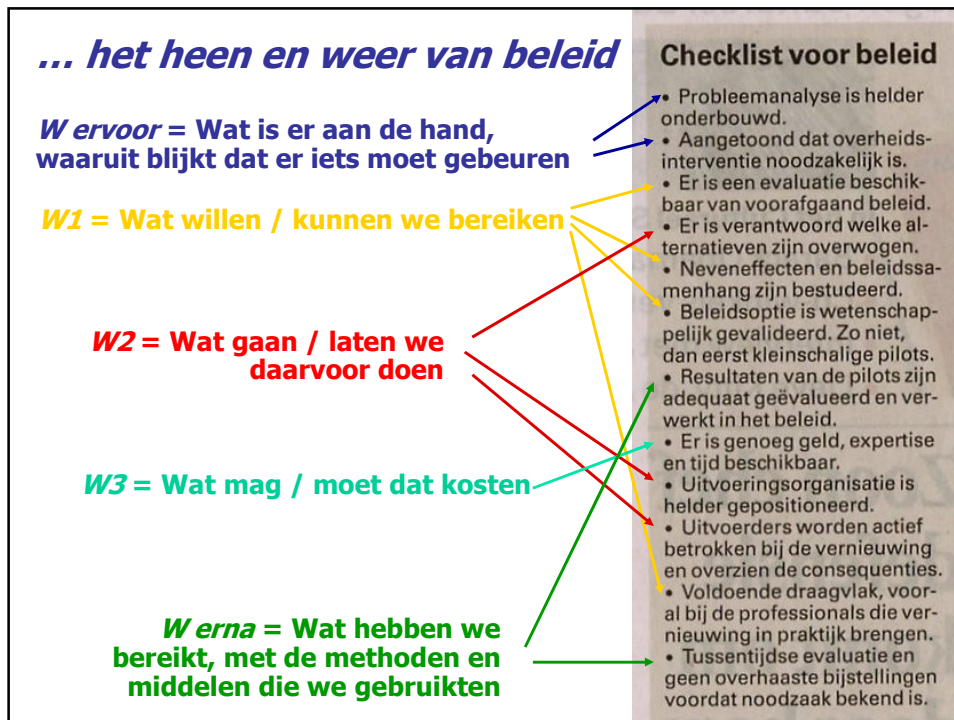 ... het heen en weer van beleid
W ervoor = Wat is er aan de hand,
waaruit blijkt dat er iets moet gebeuren
W1 = Wat willen / kunnen we bereiken
W2 = Wat gaan / laten we
daarvoor doen
W3 = Wat mag / moet dat kosten
W erna = Wat hebben we
bereikt, met de methoden en
middelen die we gebruikten
Checklist voor beleid
• Probleemanalyse is helder
onderbouwd.
• Aangetoond dat overheids-
interventie noodzakelijk is.
• Er is een evaluatie beschik-
baar van voorafgaand beleid.
• Er is verantwoord welke al-
ternatieven zijn overwogen.
• Neveneffecten en beleidssa-
menhang zijn bestudeerd.
• Beleidsoptie is wetenschap-
pelijk gevalideerd. Zo niet,
dan eerst kleinschalige pilots.
• Resultaten van de pilots zijn
adequaat geëvalueerd en ver-
werkt in het beleid.
• Er is genoeg geld, expertise
en tijd beschikbaar.
• Uitvoeringsorganisatie is
helder gepositioneerd.
• Uitvoerders worden actief
betrokken bij de vernieuwing
en overzien de consequenties.
• Voldoende draagvlak, voor-
al bij de professionals die ver-
nieuwing in praktijk brengen.
• Tussentijdse evaluatie en
geen overhaaste bijstellingen
voordat noodzaak bekend is.